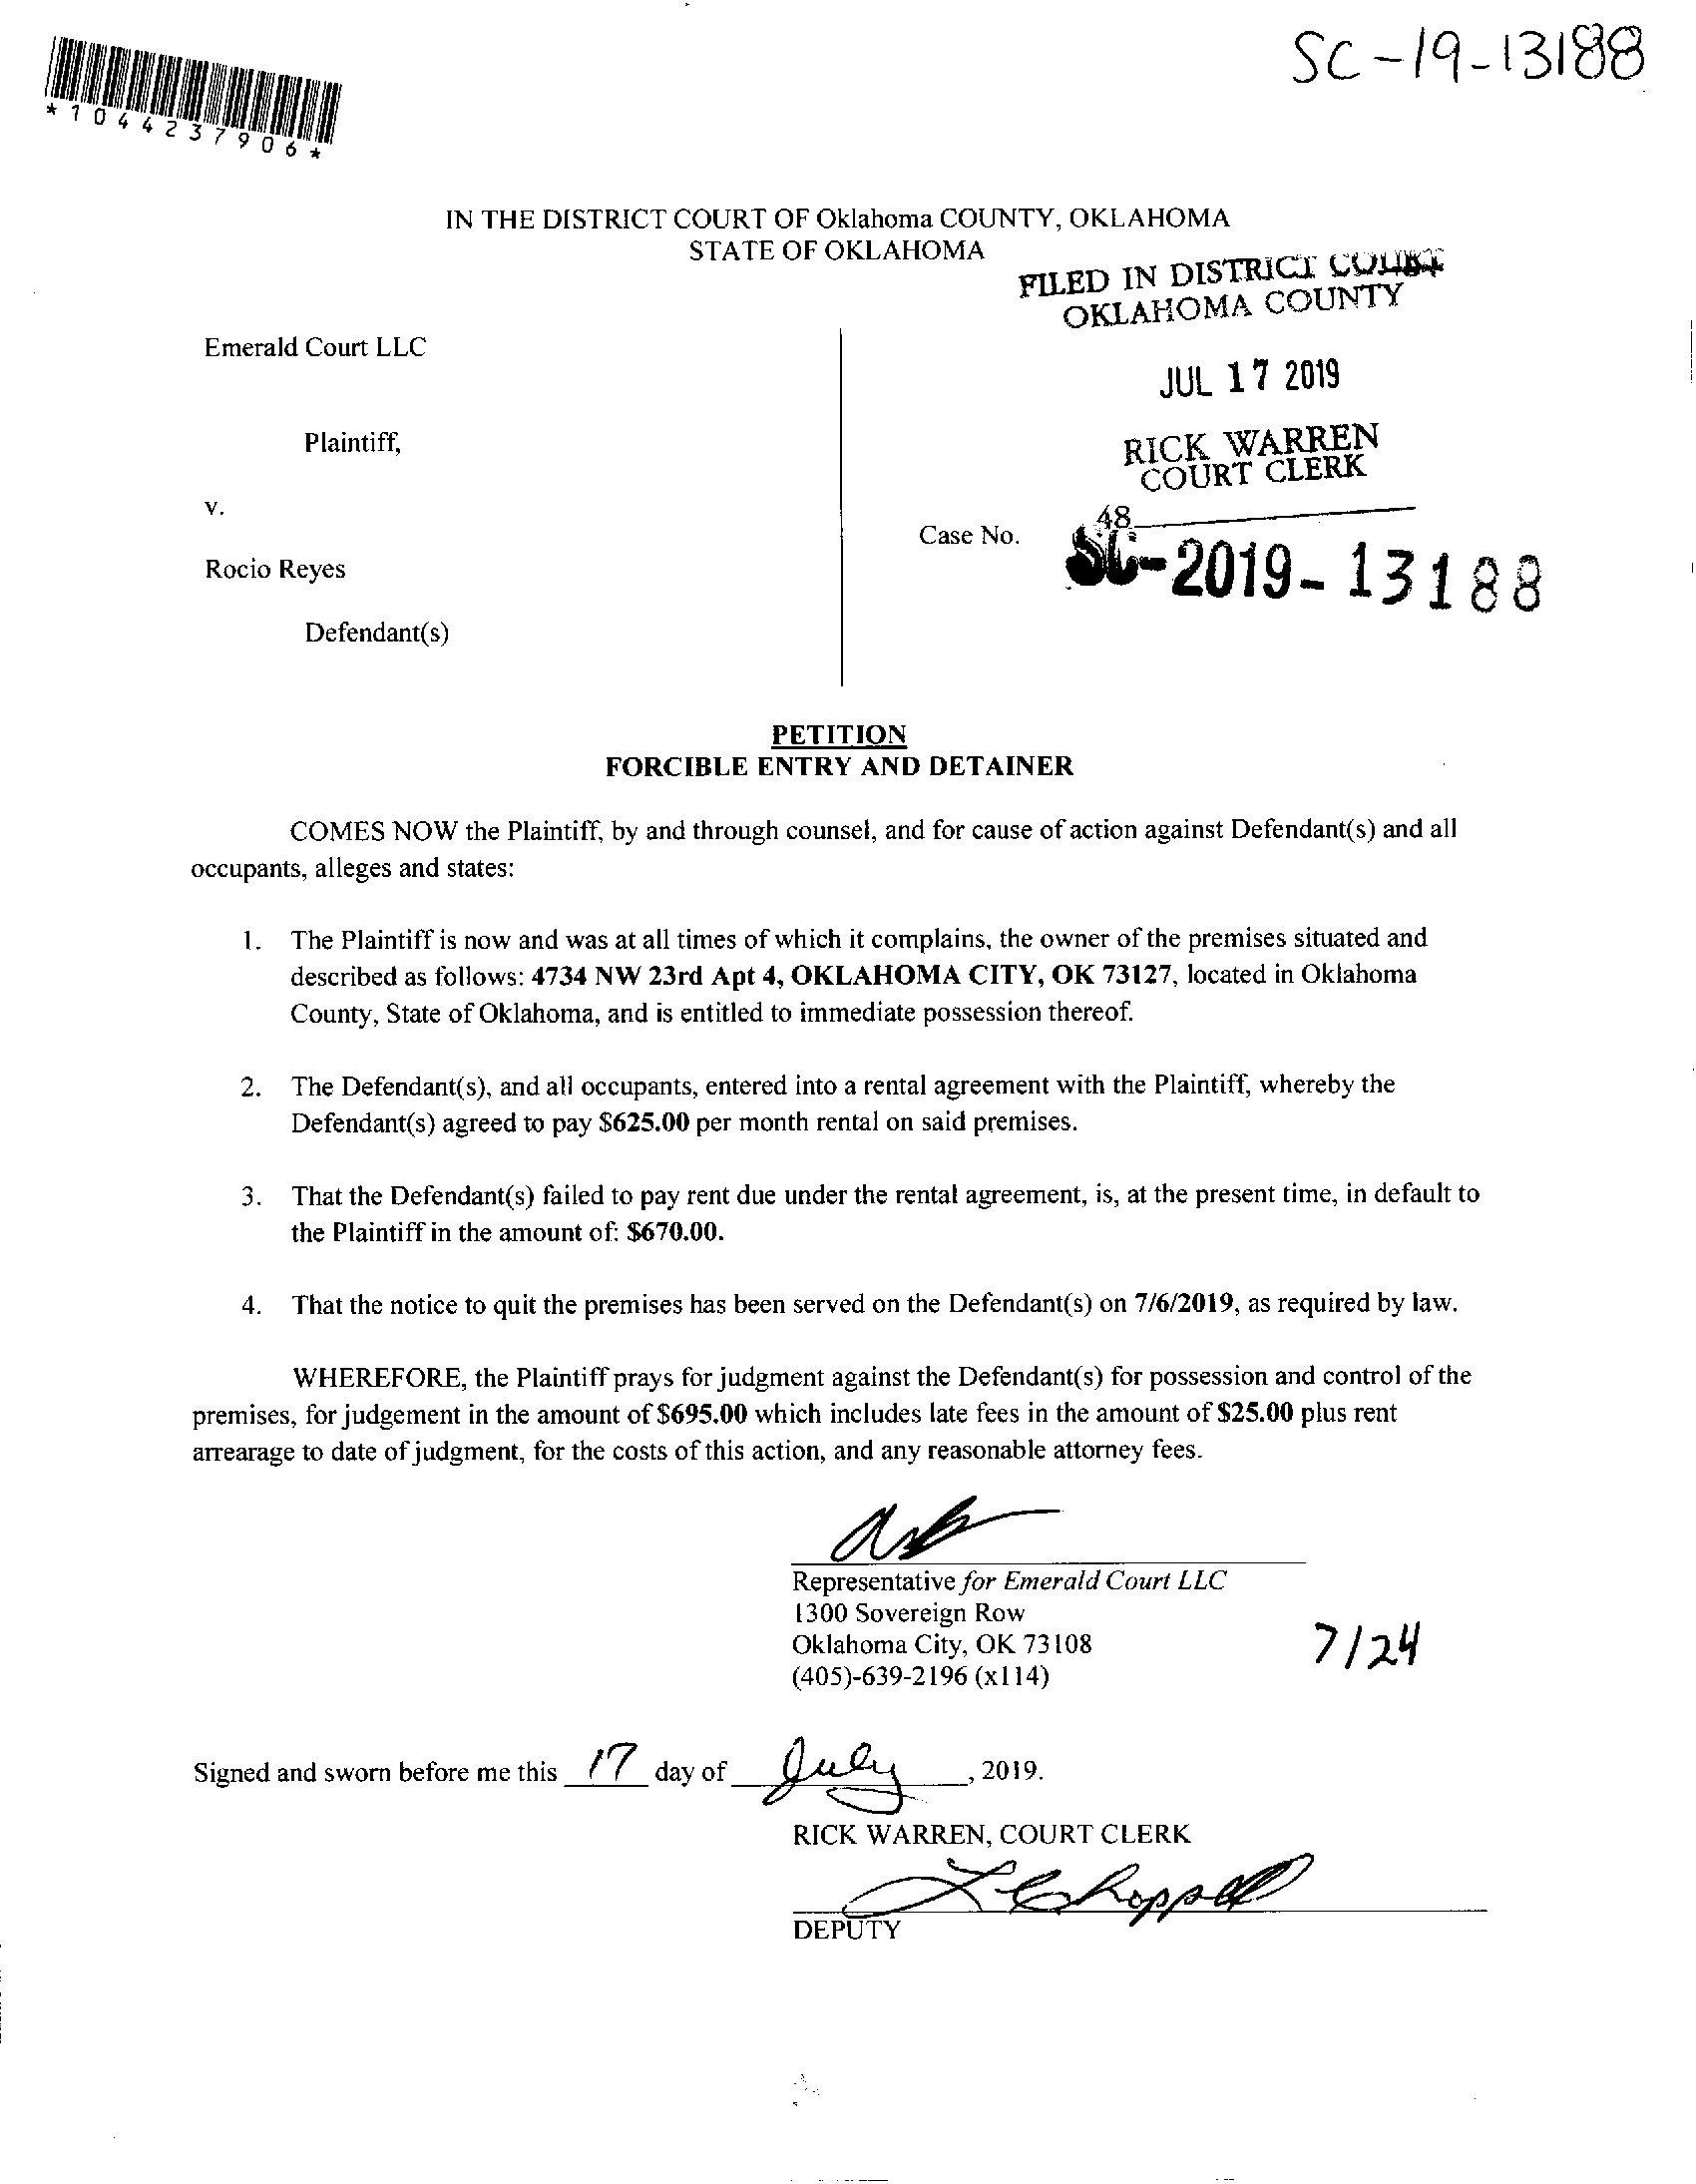 SC-19-13188
*1044237906*
IN THE DISTRICT COURT OF Oklahoma COUNTY, OKLAHOMA
STATE OF OKLAHOMA
FILED IN DISTRICT COURT
OKLAHOMA COUNTY
Emerald Court LLC
JUL 17 2019
Plaintiff,
RICK WARREN
COURT CLERK
v.
48
Case No.
SC-2019-13188
Rocio Reyes
Defendant(s)
PETITION
FORCIBLE ENTRY AND DETAINER
COMES NOW the Plaintiff, by and through counsel, and for cause of action against Defendant(s) and all
occupants, alleges and states:
1. The Plaintiff is now and was at all times of which it complains, the owner of the premises situated and
described as follows: 4734 NW 23rd Apt 4, OKLAHOMA CITY, OK 73127, located in Oklahoma
County, State of Oklahoma, and is entitled to immediate possession thereof.
2. The Defendant(s), and all occupants, entered into a rental agreement with the Plaintiff, whereby the
Defendant(s) agreed to pay $625.00 per month rental on said premises.
3. That the Defendant(s) failed to pay rent due under the rental agreement, is, at the present time, in default to
the Plaintiff in the amount of: $670.00.
4. That the notice to quit the premises has been served on the Defendant(s) on 7/6/2019, as required by law.
WHEREFORE, the Plaintiff prays for judgment against the Defendant(s) for possession and control of the
premises, for judgement in the amount of $695.00 which includes late fees in the amount of $25.00 plus rent
arrearage to date of judgment, for the costs of this action, and any reasonable attorney fees.
Representative for Emerald Court LLC
1300 Sovereign Row
Oklahoma City, OK 73108
(405)-639-2196 (x114)
7/24
Signed and sworn before me this 17 day of July, 2019.
RICK WARREN, COURT CLERK
DEPUTY